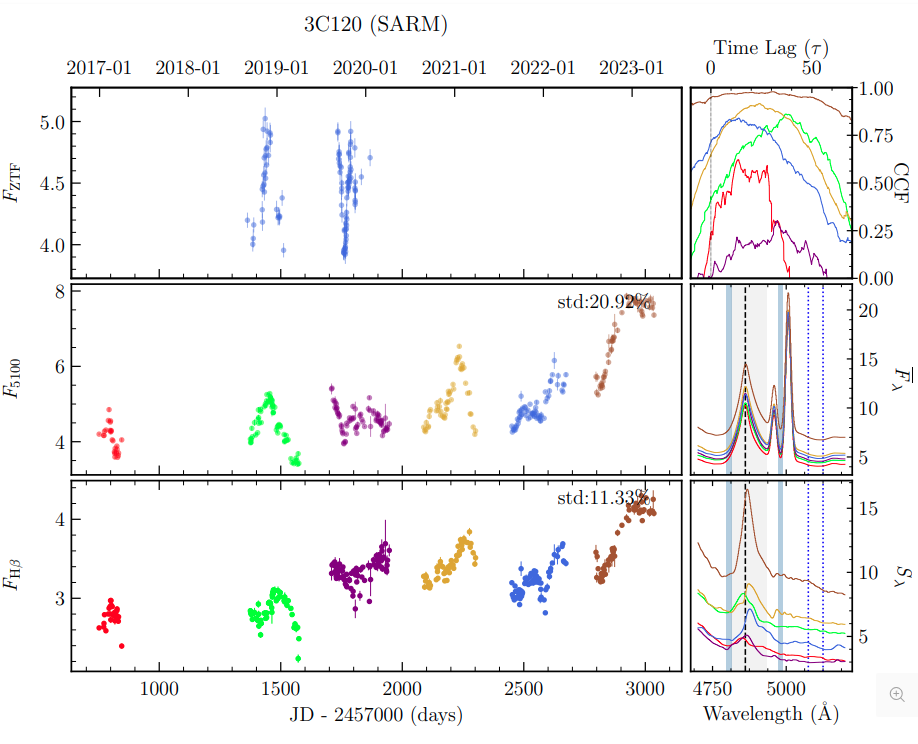 3C120 (SARM)
2017-01 2018-01 2019-01 2020-01 2021-01 2022-01 2023-01
Time Lag (τ)
0 50
F_ZTF
5.0
4.5
4.0
1.00
0.75
0.50
0.25
0.00
CCF
F_5100
8
6
4
std:20.92%
20
15
10
5
F̅_λ
F_Hβ
4
3
std:11.33%
15
10
5
S_λ
1000 1500 2000 2500 3000
JD - 2457000 (days)
4750 5000
Wavelength (Å)